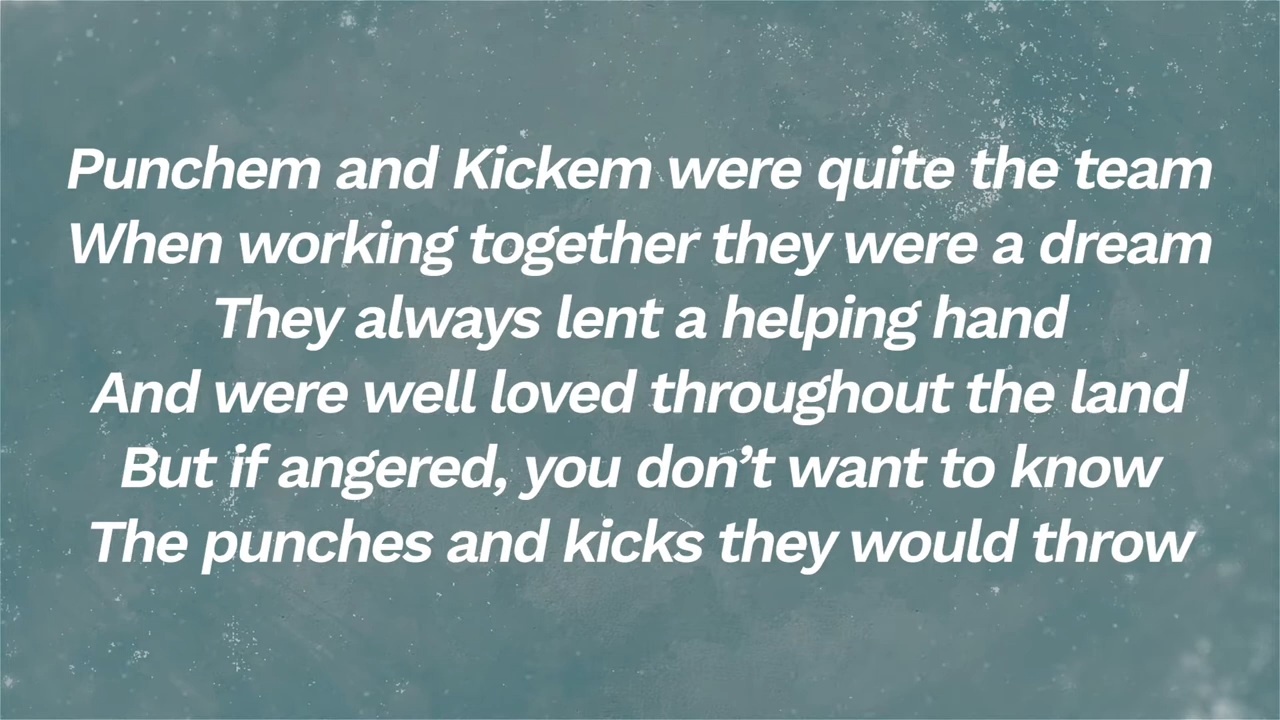 Punchem and Kickem were quite the team
When working together they were a dream
They always lent a helping hand
And were well loved throughout the land
But if angered, you don’t want to know
The punches and kicks they would throw